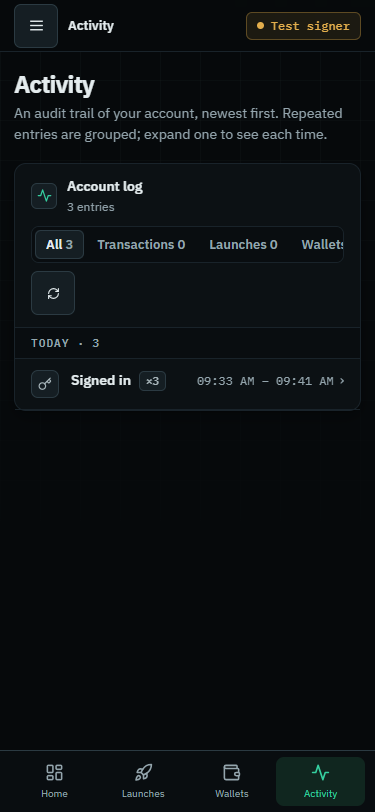 Activity
Test signer
Activity
An audit trail of your account, newest first. Repeated
entries are grouped; expand one to see each time.
Account log
3 entries
All 3 Transactions 0 Launches 0 Wallets
TODAY · 3
Signed in ×3 09:33 AM – 09:41 AM
Home Launches Wallets Activity